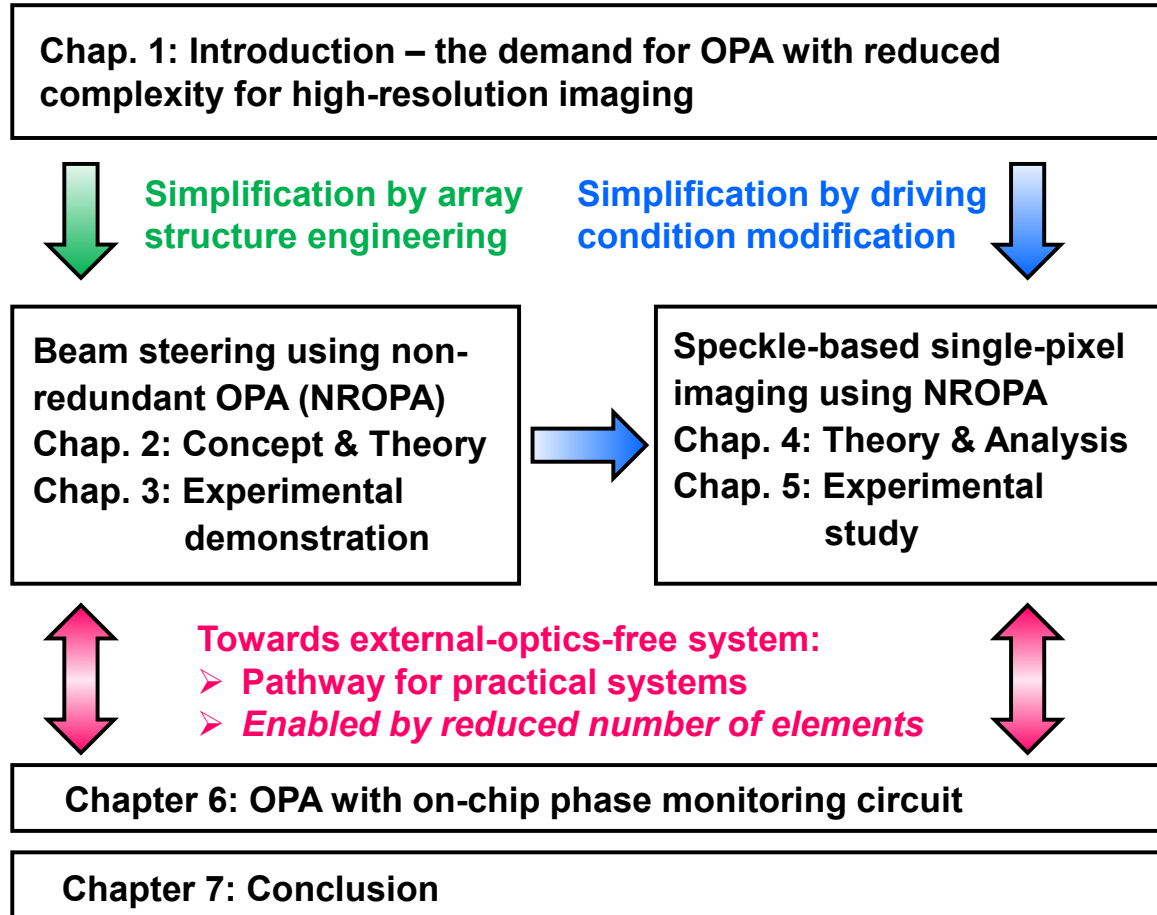 Chap. 1: Introduction – the demand for OPA with reduced
complexity for high-resolution imaging
Simplification by array
structure engineering
Simplification by driving
condition modification
Beam steering using non-
redundant OPA (NROPA)
Chap. 2: Concept & Theory
Chap. 3: Experimental
demonstration
Speckle-based single-pixel
imaging using NROPA
Chap. 4: Theory & Analysis
Chap. 5: Experimental
study
Towards external-optics-free system:
➢ Pathway for practical systems
➢ Enabled by reduced number of elements
Chapter 6: OPA with on-chip phase monitoring circuit
Chapter 7: Conclusion